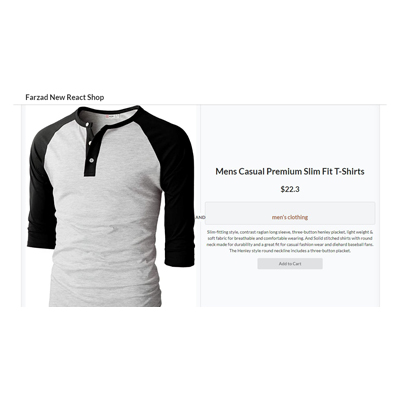 Farzad New React Shop
Mens Casual Premium Slim Fit T-Shirts
$22.3
AND
men's clothing
Slim-fitting style, contrast raglan long sleeve, three-button henley placket, light weight &
soft fabric for breathable and comfortable wearing. And Solid stitched shirts with round
neck made for durability and a great fit for casual fashion wear and diehard baseball fans.
The Henley style round neckline includes a three-button placket.
Add to Cart